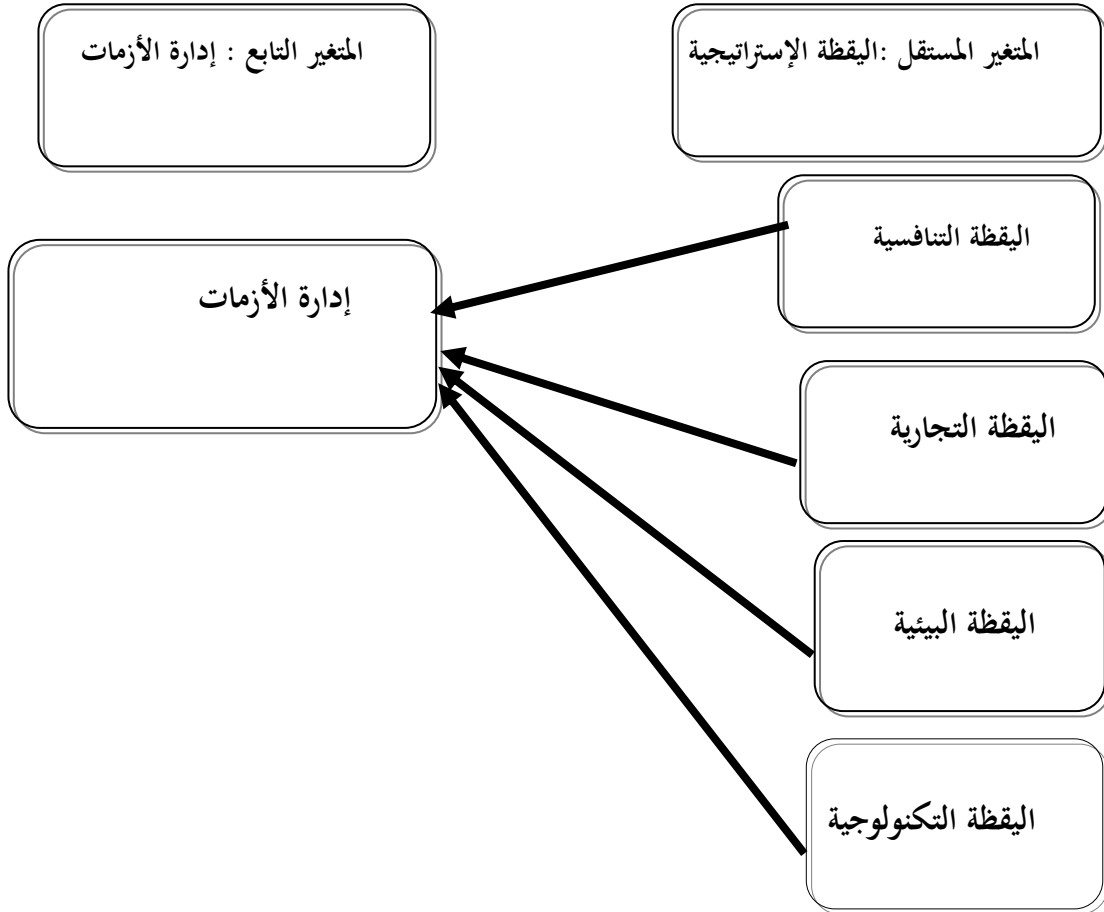 المتغير المستقل :اليقظة الإستراتيجية
المتغير التابع : إدارة الأزمات
اليقظة التنافسية
إدارة الأزمات
اليقظة التجارية
اليقظة البيئية
اليقظة التكنولوجية